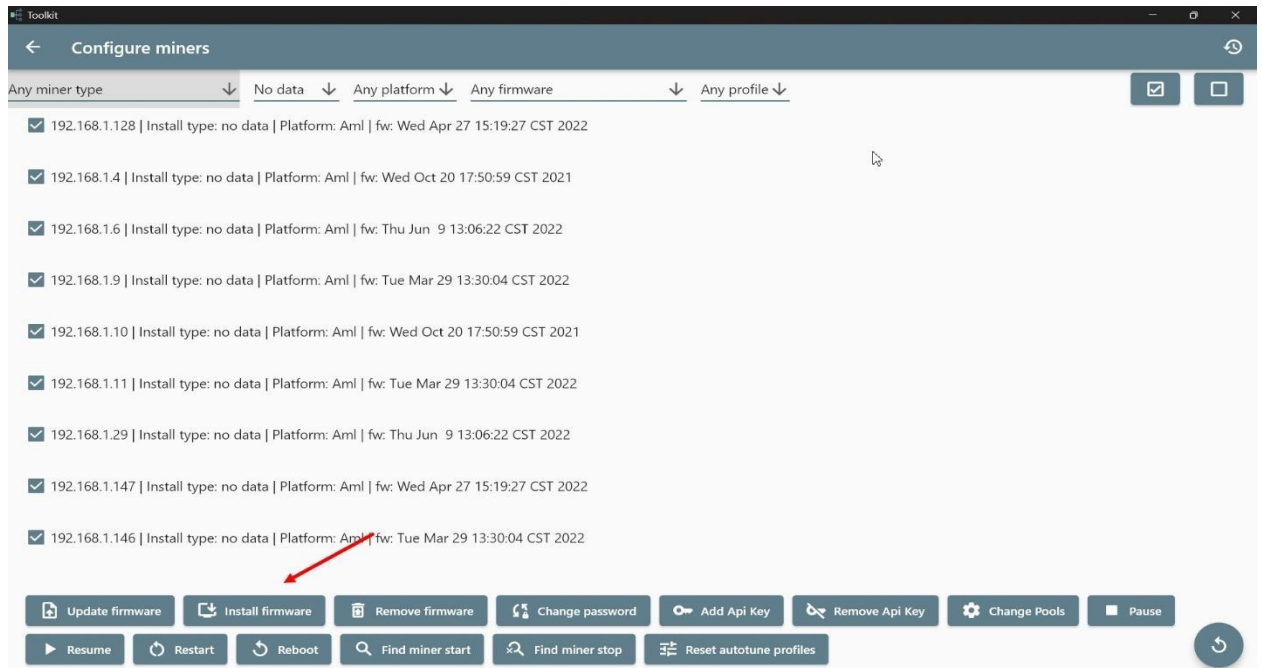 Toolkit
Configure miners
Any miner type No data Any platform Any firmware Any profile
192.168.1.128 | Install type: no data | Platform: Aml | fw: Wed Apr 27 15:19:27 CST 2022
192.168.1.4 | Install type: no data | Platform: Aml | fw: Wed Oct 20 17:50:59 CST 2021
192.168.1.6 | Install type: no data | Platform: Aml | fw: Thu Jun  9 13:06:22 CST 2022
192.168.1.9 | Install type: no data | Platform: Aml | fw: Tue Mar 29 13:30:04 CST 2022
192.168.1.10 | Install type: no data | Platform: Aml | fw: Wed Oct 20 17:50:59 CST 2021
192.168.1.11 | Install type: no data | Platform: Aml | fw: Tue Mar 29 13:30:04 CST 2022
192.168.1.29 | Install type: no data | Platform: Aml | fw: Thu Jun  9 13:06:22 CST 2022
192.168.1.147 | Install type: no data | Platform: Aml | fw: Wed Apr 27 15:19:27 CST 2022
192.168.1.146 | Install type: no data | Platform: Aml | fw: Tue Mar 29 13:30:04 CST 2022
Update firmware Install firmware Remove firmware Change password Add Api Key Remove Api Key Change Pools Pause
Resume Restart Reboot Find miner start Find miner stop Reset autotune profiles